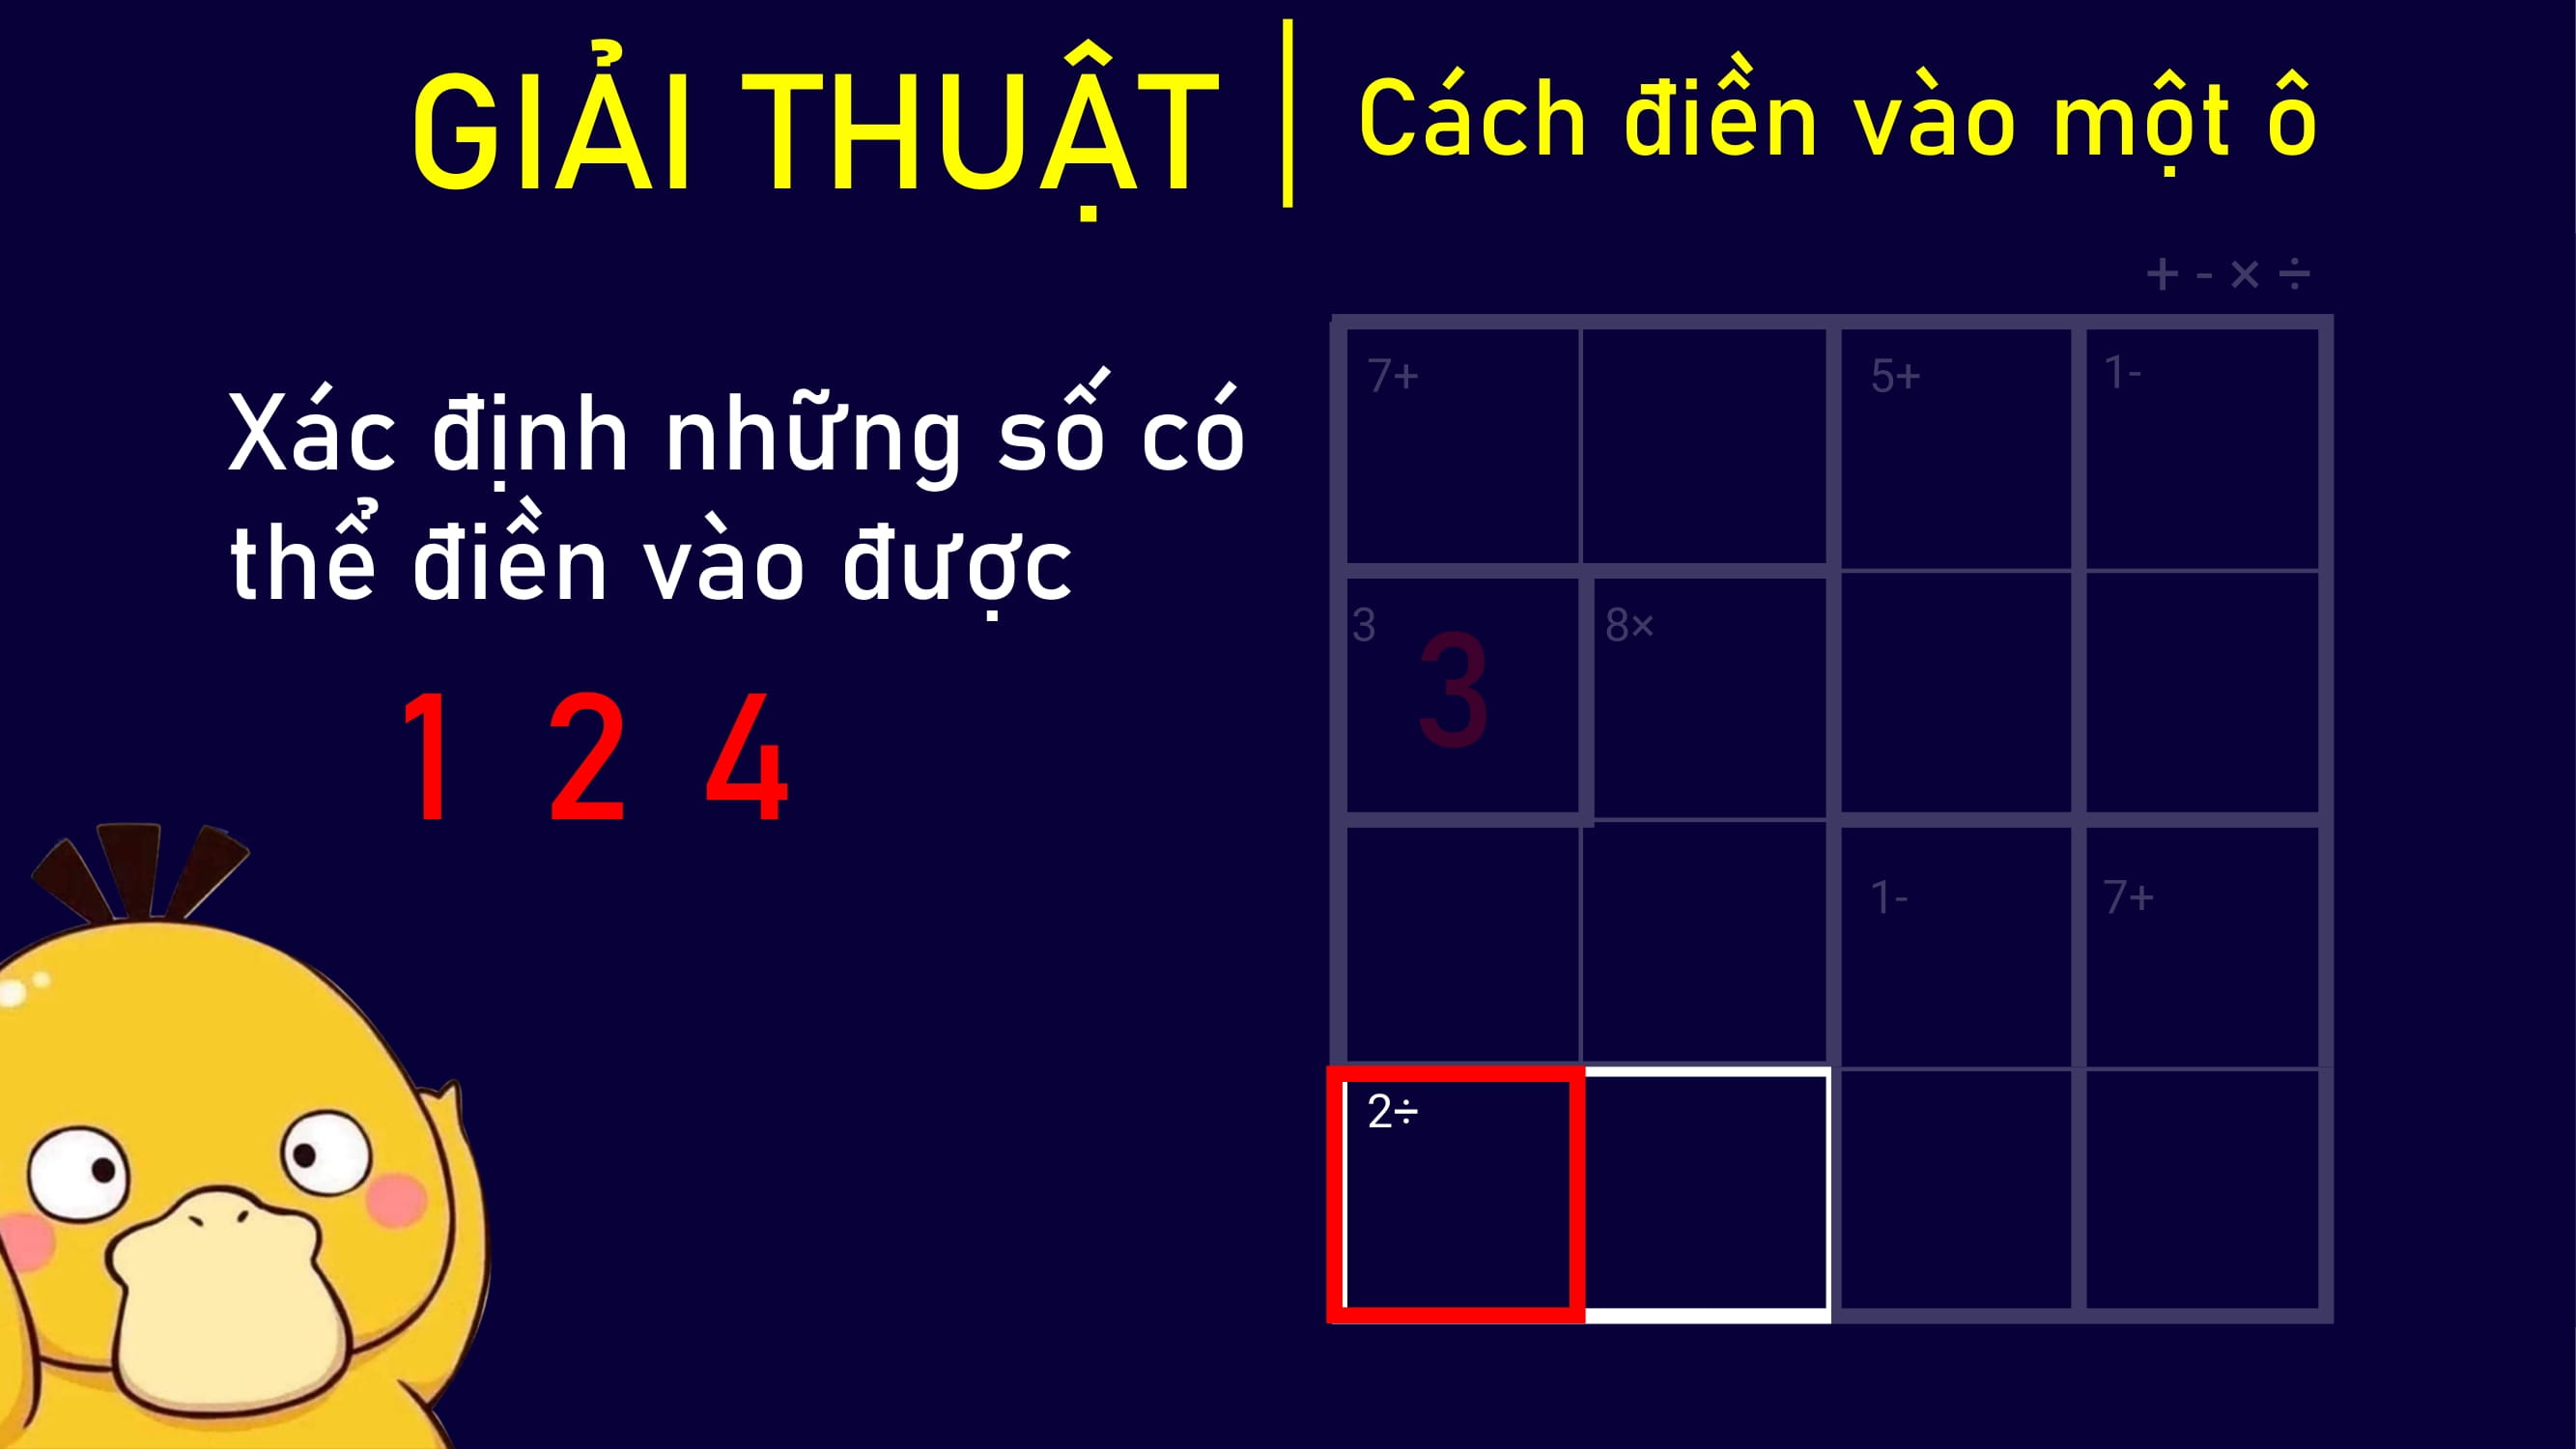 GIẢI THUẬT
Cách điền vào một ô
+ - × ÷
Xác định những số có
thể điền vào được
1 2 4
7+ 5+ 1-
3 8×
3
1- 7+
2÷